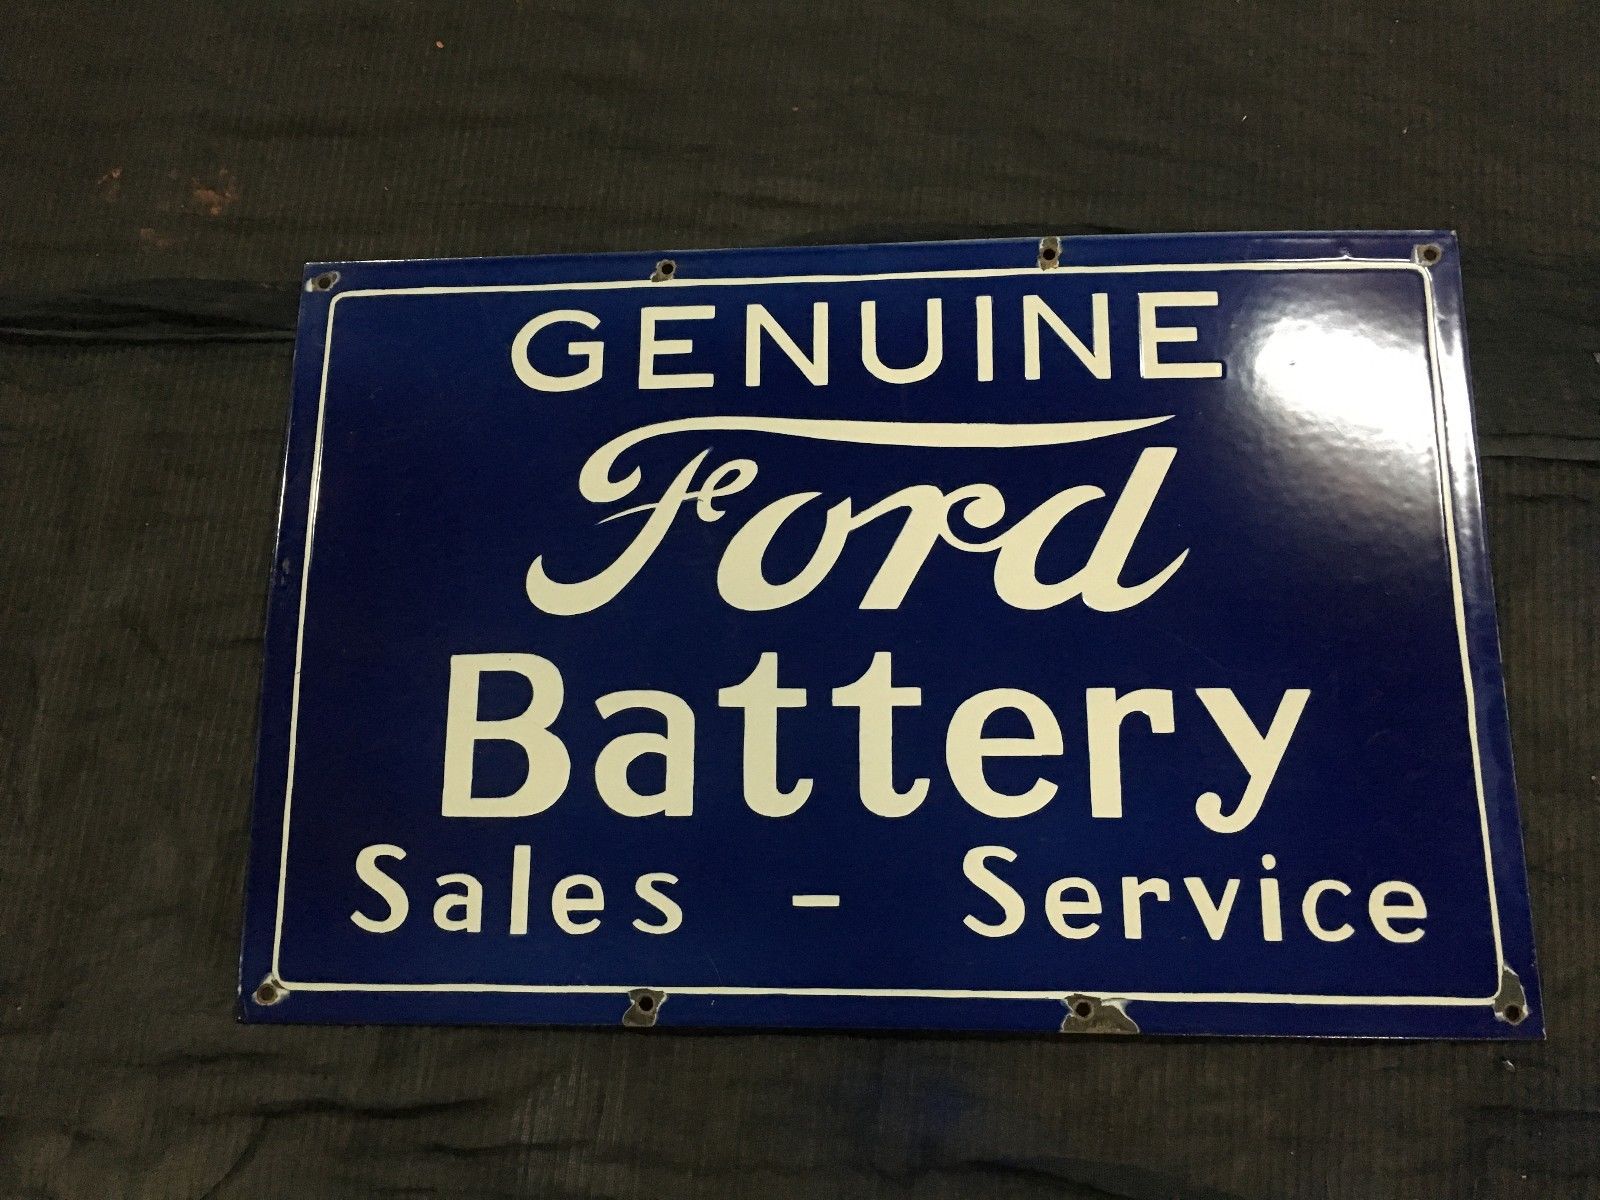 GENUINE
Ford
Battery
Sales - Service